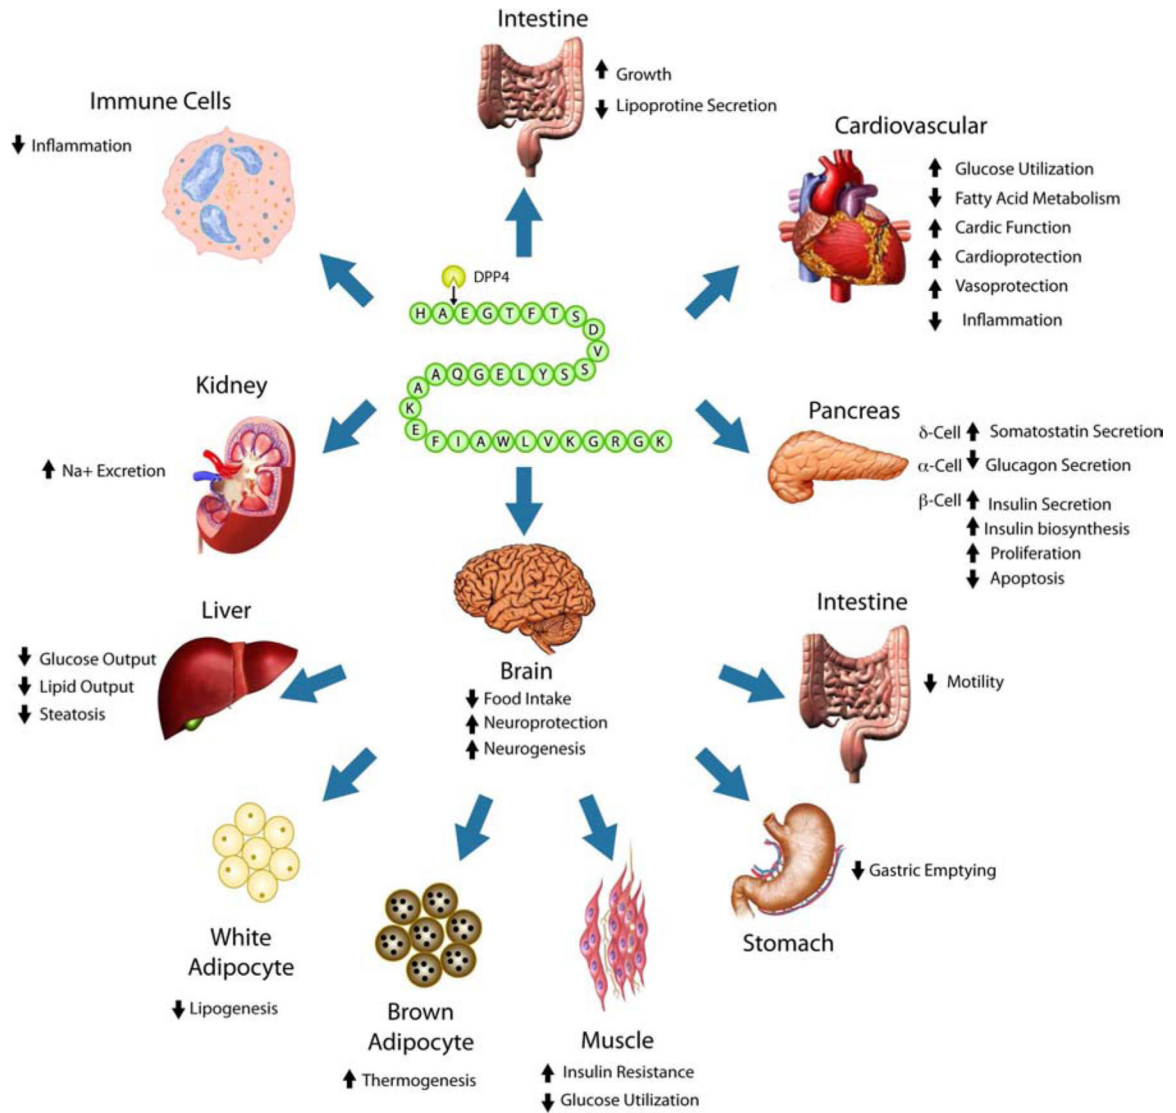 Intestine
Growth
Lipoprotine Secretion
Immune Cells
Inflammation
Cardiovascular
Glucose Utilization
Fatty Acid Metabolism
Cardic Function
Cardioprotection
Vasoprotection
Inflammation
DPP4
H A E G T F T S D V S S Y L E G Q A A K E F I A W L V K G R G K
Kidney
Na+ Excretion
Pancreas
δ-Cell Somatostatin Secretion
α-Cell Glucagon Secretion
β-Cell Insulin Secretion
Insulin biosynthesis
Proliferation
Apoptosis
Liver
Glucose Output
Lipid Output
Steatosis
Brain
Food Intake
Neuroprotection
Neurogenesis
Intestine
Motility
White
Adipocyte
Lipogenesis
Brown
Adipocyte
Thermogenesis
Muscle
Insulin Resistance
Glucose Utilization
Gastric Emptying
Stomach